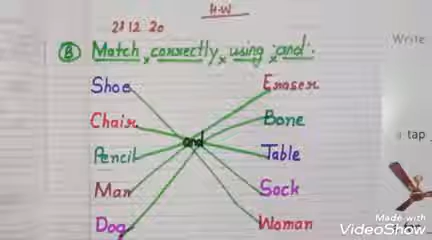 H.W
21 12 20
B Match correctly using 'and'.
Shoe Eraser
Chair Bone
and
Pencil Table
Man Sock
Dog Woman
Write
a tap
Made with
VideoShow